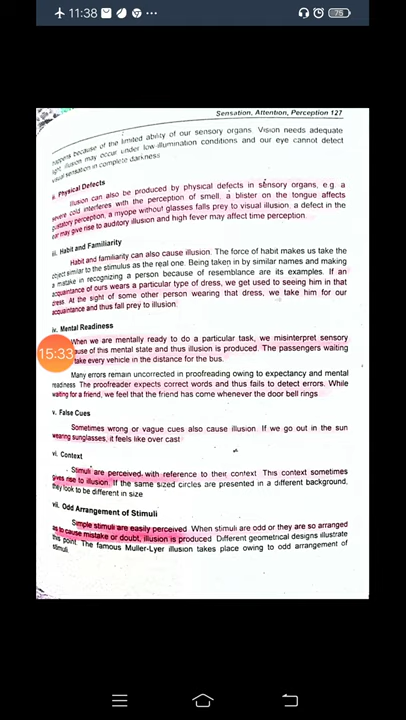 11:38
75
Sensation, Attention, Perception 127
happens because of the limited ability of our sensory organs. Vision needs adequate
light. Illusion may occur under low illumination conditions and our eye cannot detect
visual sensation in complete darkness
ii. Physical Defects
Illusion can also be produced by physical defects in sensory organs, e.g. a
severe cold interferes with the perception of smell, a blister on the tongue affects
gustatory perception, a myope without glasses falls prey to visual illusion, a defect in the
ear may give rise to auditory illusion and high fever may affect time perception.
iii. Habit and Familiarity
Habit and familiarity can also cause illusion. The force of habit makes us take the
object similar to the stimulus as the real one. Being taken in by similar names and making
a mistake in recognizing a person because of resemblance are its examples. If an
acquaintance of ours wears a particular type of dress, we get used to seeing him in that
dress. At the sight of some other person wearing that dress, we take him for our
acquaintance and thus fall prey to illusion.
iv. Mental Readiness
When we are mentally ready to do a particular task, we misinterpret sensory
15:33
ause of this mental state and thus illusion is produced. The passengers waiting
take every vehicle in the distance for the bus.
Many errors remain uncorrected in proofreading owing to expectancy and mental
readiness. The proofreader expects correct words and thus fails to detect errors. While
waiting for a friend, we feel that the friend has come whenever the door bell rings
v. False Cues
Sometimes wrong or vague cues also cause illusion. If we go out in the sun
wearing sunglasses, it feels like over cast
vi. Context
Stimuli are perceived with reference to their context. This context sometimes
gives rise to illusion. If the same sized circles are presented in a different background,
they look to be different in size
vii. Odd Arrangement of Stimuli
Simple stimuli are easily perceived. When stimuli are odd or they are so arranged
as to cause mistake or doubt, illusion is produced. Different geometrical designs illustrate
this point. The famous Muller-Lyer illusion takes place owing to odd arrangement of
stimuli.